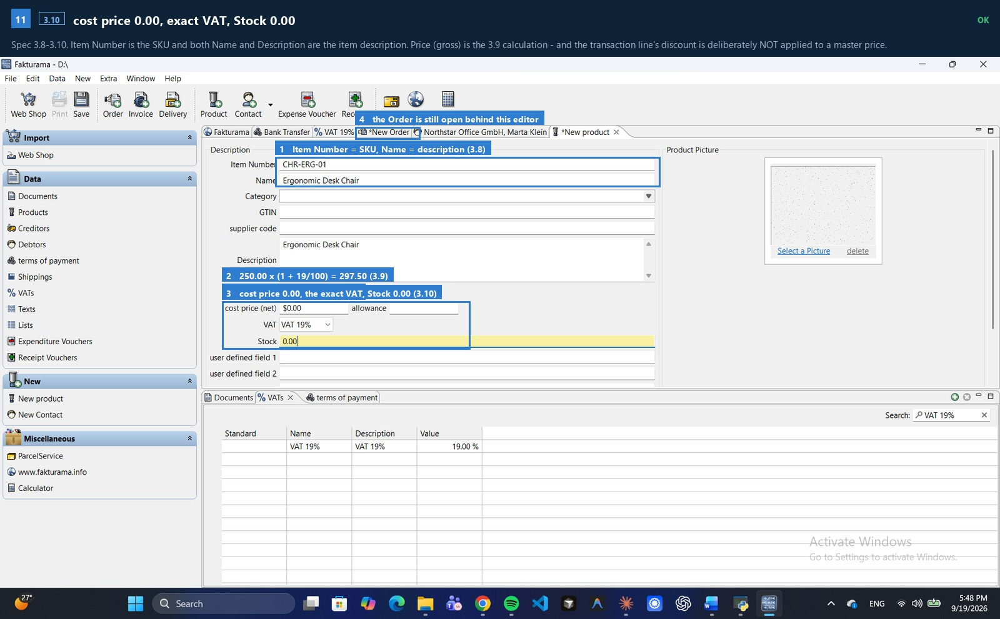 11 3.10 cost price 0.00, exact VAT, Stock 0.00 OK
Spec 3.8-3.10. Item Number is the SKU and both Name and Description are the item description. Price (gross) is the 3.9 calculation - and the transaction line's discount is deliberately NOT applied to a master price.
Fakturama - D:\
File Edit Data New Extra Window Help
Web Shop Print Save Order Invoice Delivery Product Contact Expense Voucher Rec
4 the Order is still open behind this editor
Fakturama Bank Transfer VAT 19% *New Order Northstar Office GmbH, Marta Klein *New product
Import
Web Shop
Data
Documents
Products
Creditors
Debtors
terms of payment
Shippings
VATs
Texts
Lists
Expenditure Vouchers
Receipt Vouchers
New
New product
New Contact
Miscellaneous
ParcelService
www.fakturama.info
Calculator
Description
1 Item Number = SKU, Name = description (3.8)
Item Number CHR-ERG-01
Name Ergonomic Desk Chair
Category
GTIN
supplier code
Description Ergonomic Desk Chair
2 250.00 x (1 + 19/100) = 297.50 (3.9)
3 cost price 0.00, the exact VAT, Stock 0.00 (3.10)
cost price (net) $0.00 allowance
VAT VAT 19%
Stock 0.00
user defined field 1
user defined field 2
Product Picture
Select a Picture delete
Documents VATs terms of payment
Search: VAT 19%
Standard Name Description Value
VAT 19% VAT 19% 19.00 %
Activate Windows
Go to Settings to activate Windows.
27°
Search
ENG
5:48 PM
9/19/2026